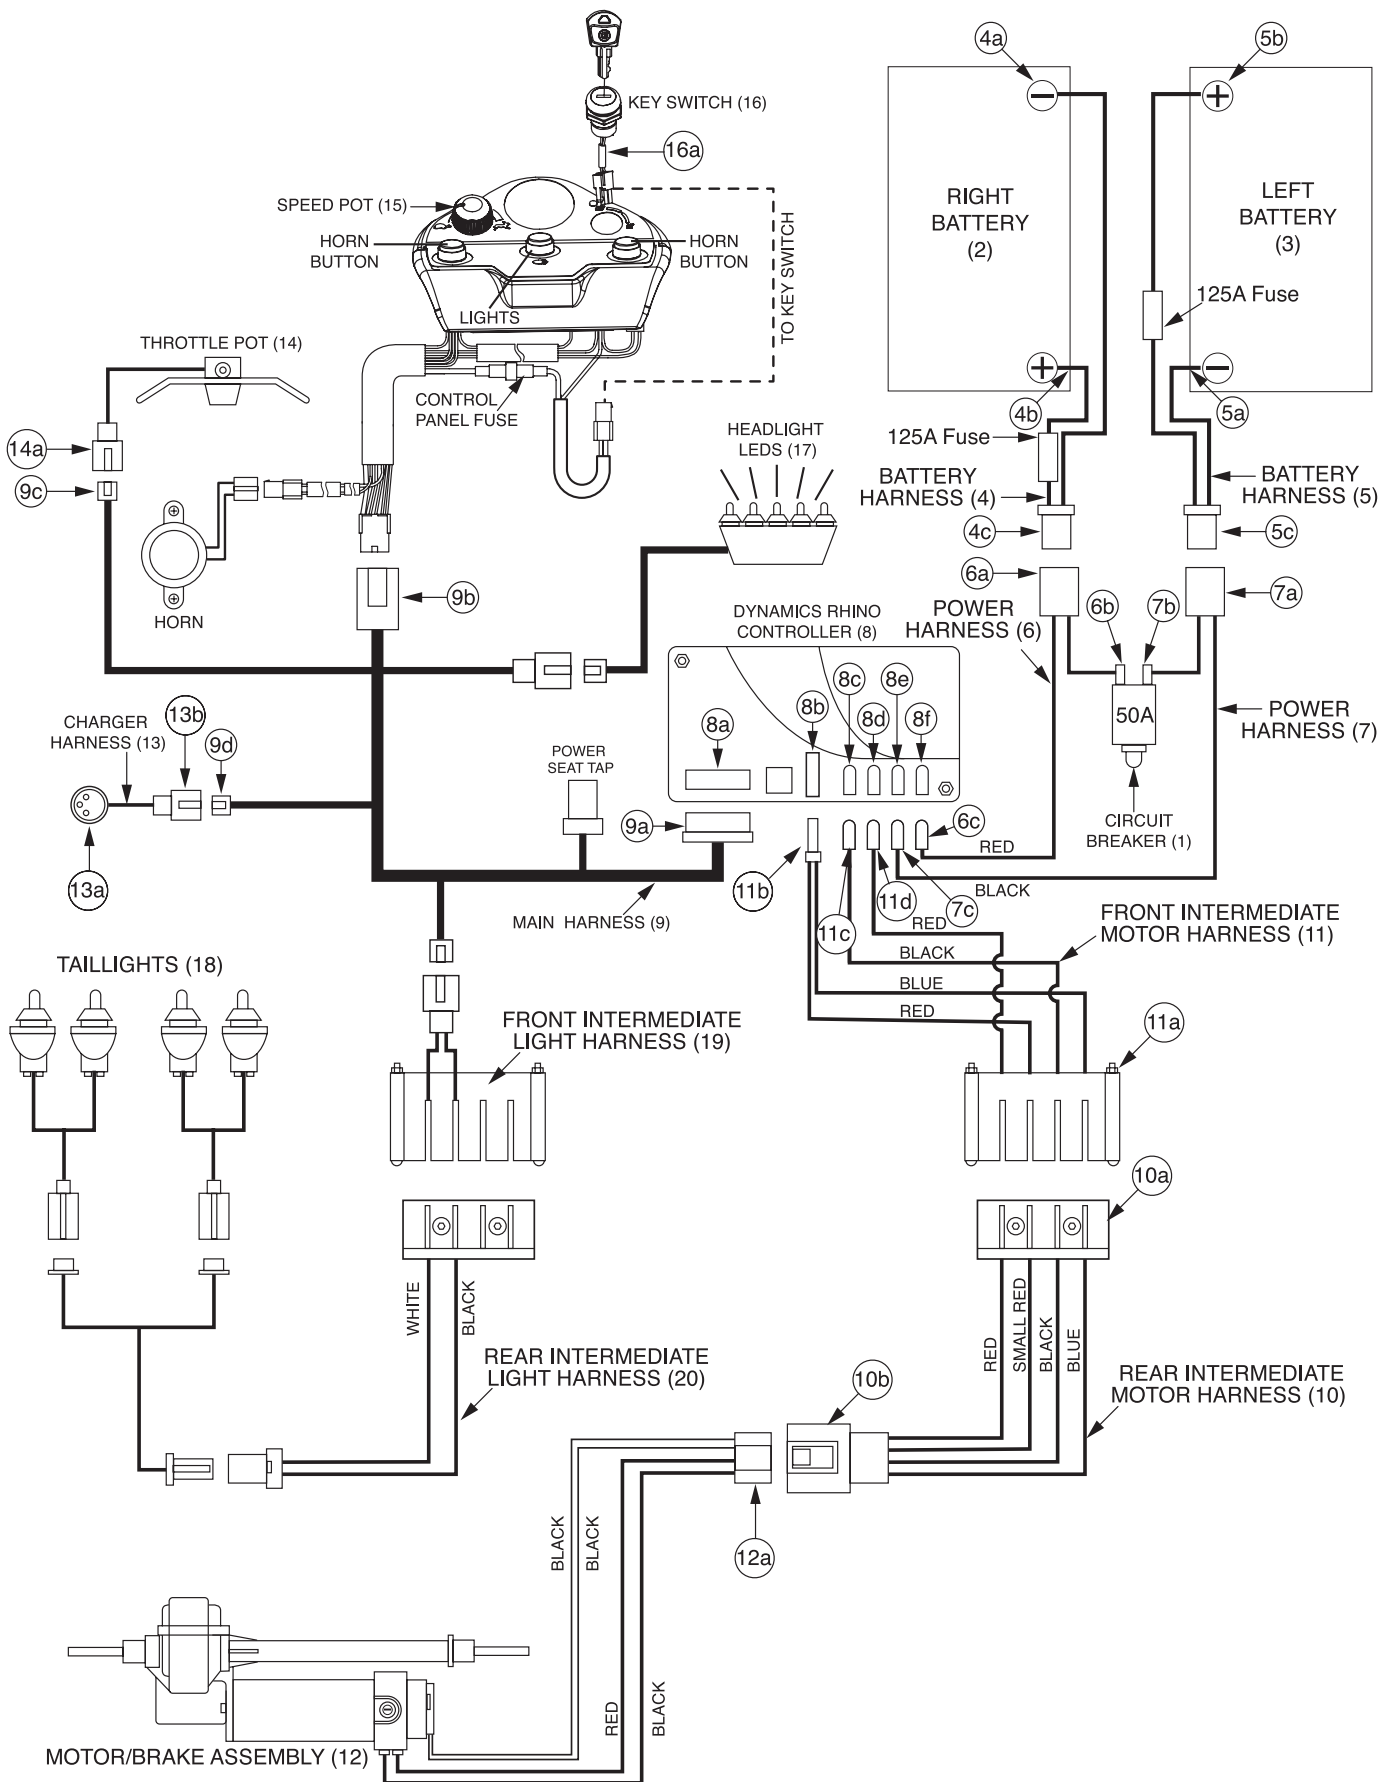 4a
5b
KEY SWITCH (16)
16a
SPEED POT (15)
HORN
BUTTON
HORN
BUTTON
LIGHTS
TO KEY SWITCH
RIGHT
BATTERY
(2)
LEFT
BATTERY
(3)
125A Fuse
THROTTLE POT (14)
CONTROL
PANEL FUSE
4b
5a
14a
9c
HEADLIGHT
LEDS (17)
125A Fuse
BATTERY
HARNESS (4)
BATTERY
HARNESS (5)
4c
5c
HORN
9b
6a
7a
DYNAMICS RHINO
CONTROLLER (8)
POWER
HARNESS (6)
6b
7b
8c
8e
8a
8b
8d
8f
50A
POWER
HARNESS (7)
CHARGER
HARNESS (13)
13b
9d
POWER
SEAT TAP
9a
6c
RED
CIRCUIT
BREAKER (1)
13a
11b
11d
7c
BLACK
11c
MAIN HARNESS (9)
RED
FRONT INTERMEDIATE
MOTOR HARNESS (11)
BLACK
BLUE
RED
TAILLIGHTS (18)
FRONT INTERMEDIATE
LIGHT HARNESS (19)
11a
10a
WHITE
BLACK
RED
SMALL RED
BLACK
BLUE
REAR INTERMEDIATE
LIGHT HARNESS (20)
REAR INTERMEDIATE
MOTOR HARNESS (10)
10b
12a
BLACK
BLACK
RED
BLACK
MOTOR/BRAKE ASSEMBLY (12)